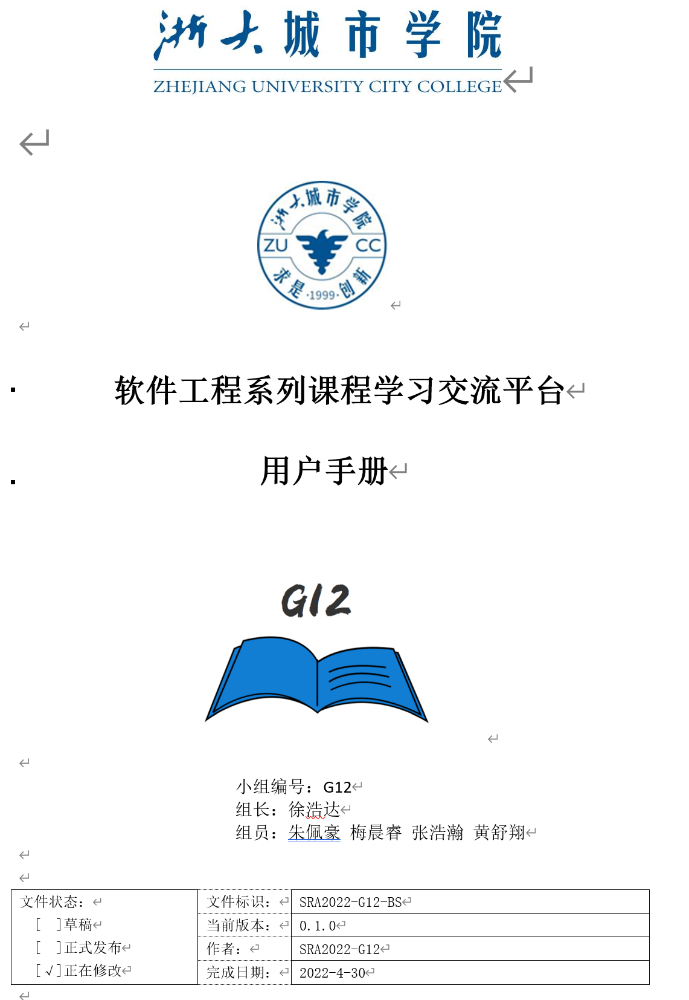 浙大城市学院
ZHEJIANG UNIVERSITY CITY COLLEGE
浙大城市学院
ZU CC
求是·1999·创新
软件工程系列课程学习交流平台
用户手册
G12
小组编号：G12
组长：徐浩达
组员：朱佩豪 梅晨睿 张浩瀚 黄舒翔
文件状态：
[ ]草稿
[ ]正式发布
[√]正在修改
文件标识： SRA2022-G12-BS
当前版本： 0.1.0
作者： SRA2022-G12
完成日期： 2022-4-30